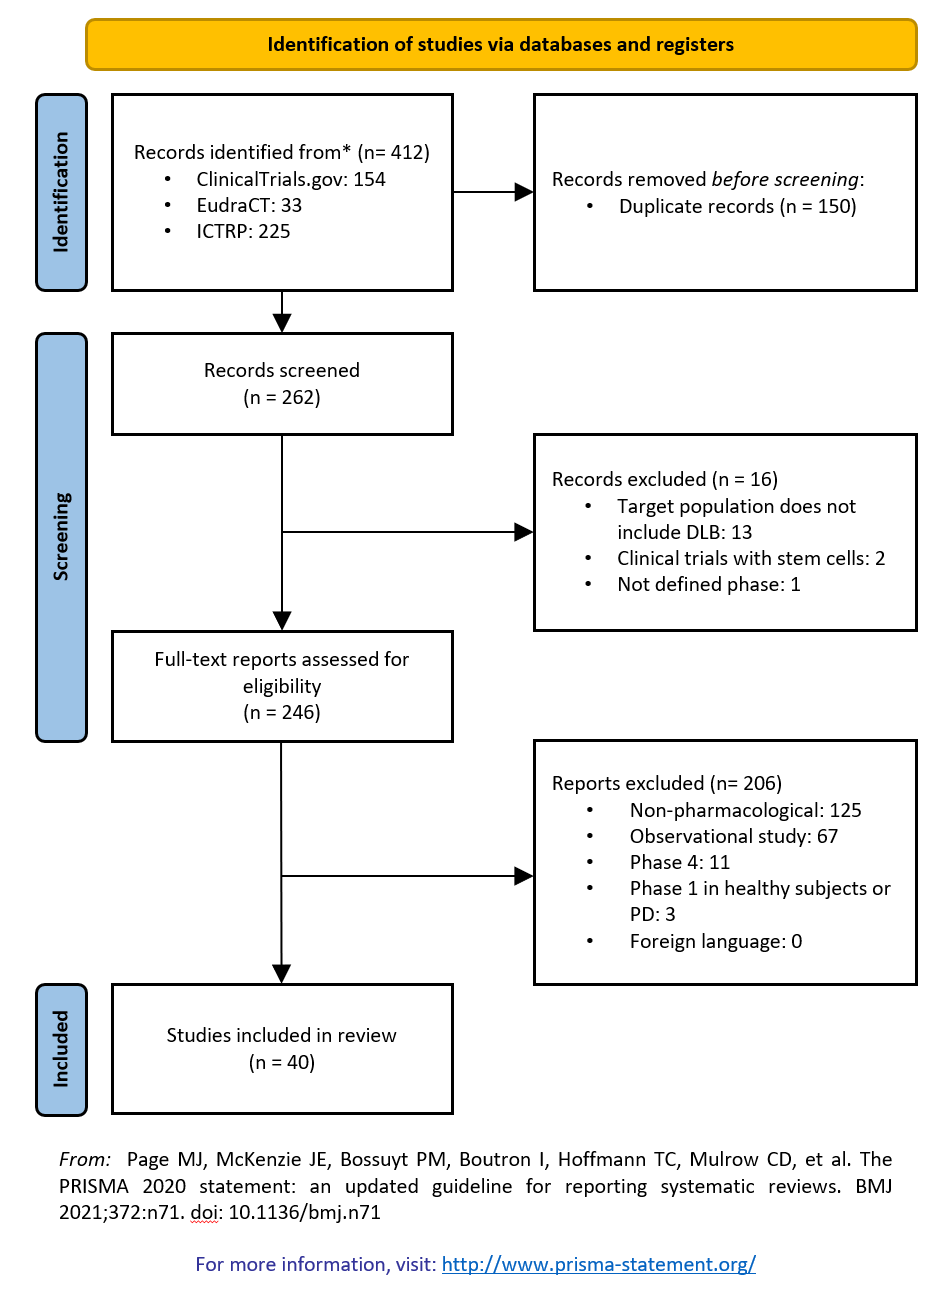 Identification of studies via databases and registers
Identification
Records identified from* (n= 412)
• ClinicalTrials.gov: 154
• EudraCT: 33
• ICTRP: 225
Records removed before screening:
• Duplicate records (n = 150)
Screening
Records screened
(n = 262)
Records excluded (n = 16)
• Target population does not
include DLB: 13
• Clinical trials with stem cells: 2
• Not defined phase: 1
Full-text reports assessed for
eligibility
(n = 246)
Reports excluded (n= 206)
• Non-pharmacological: 125
• Observational study: 67
• Phase 4: 11
• Phase 1 in healthy subjects or
PD: 3
• Foreign language: 0
Included
Studies included in review
(n = 40)
From: Page MJ, McKenzie JE, Bossuyt PM, Boutron I, Hoffmann TC, Mulrow CD, et al. The
PRISMA 2020 statement: an updated guideline for reporting systematic reviews. BMJ
2021;372:n71. doi: 10.1136/bmj.n71
For more information, visit: http://www.prisma-statement.org/